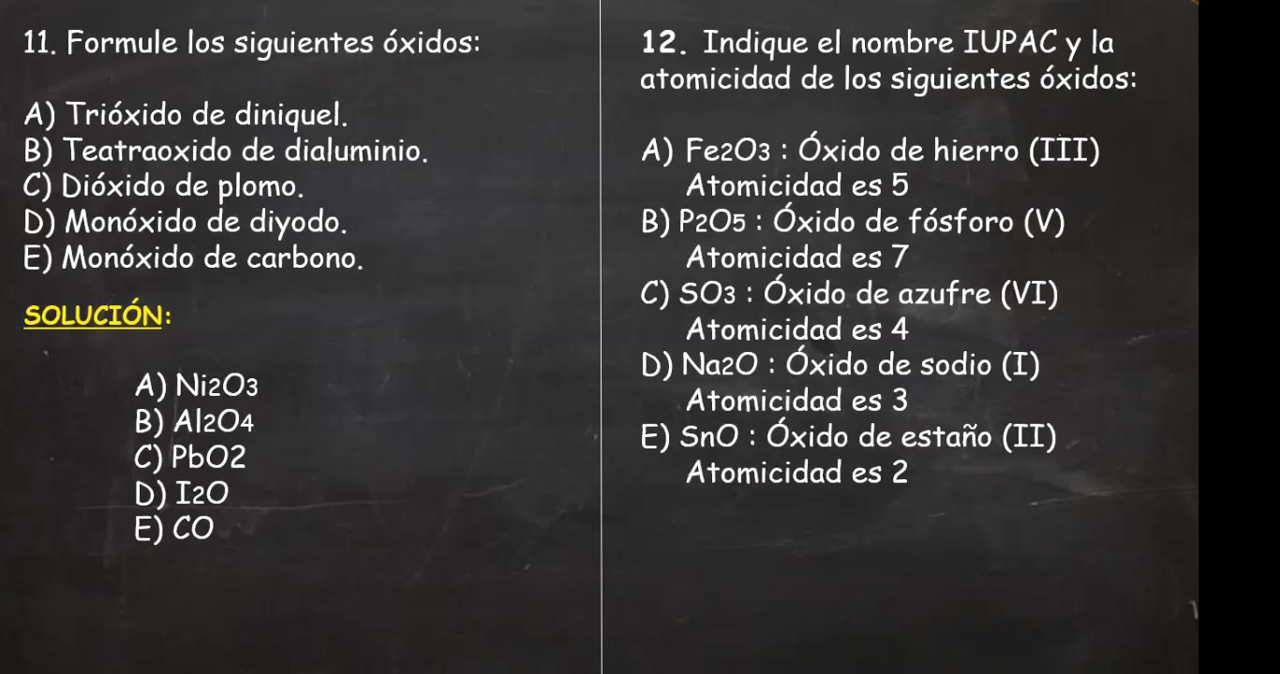 11. Formule los siguientes óxidos:
A) Trióxido de diniquel.
B) Teatraoxido de dialuminio.
C) Dióxido de plomo.
D) Monóxido de diyodo.
E) Monóxido de carbono.
SOLUCIÓN:
A) Ni2O3
B) Al2O4
C) PbO2
D) I2O
E) CO
12. Indique el nombre IUPAC y la
atomicidad de los siguientes óxidos:
A) Fe2O3 : Óxido de hierro (III)
Atomicidad es 5
B) P2O5 : Óxido de fósforo (V)
Atomicidad es 7
C) SO3 : Óxido de azufre (VI)
Atomicidad es 4
D) Na2O : Óxido de sodio (I)
Atomicidad es 3
E) SnO : Óxido de estaño (II)
Atomicidad es 2